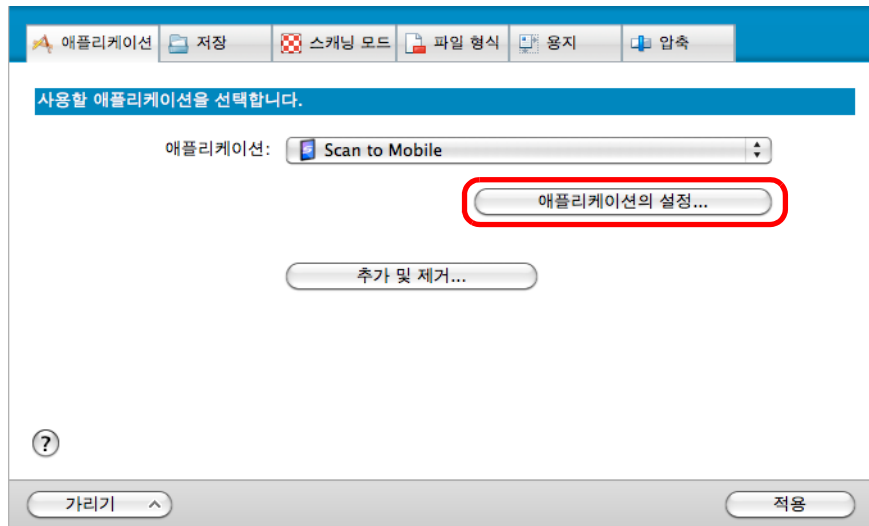 애플리케이션 저장 스캐닝 모드 파일 형식 용지 압축
사용할 애플리케이션을 선택합니다.
애플리케이션: Scan to Mobile
애플리케이션의 설정...
추가 및 제거...
?
가리기 적용